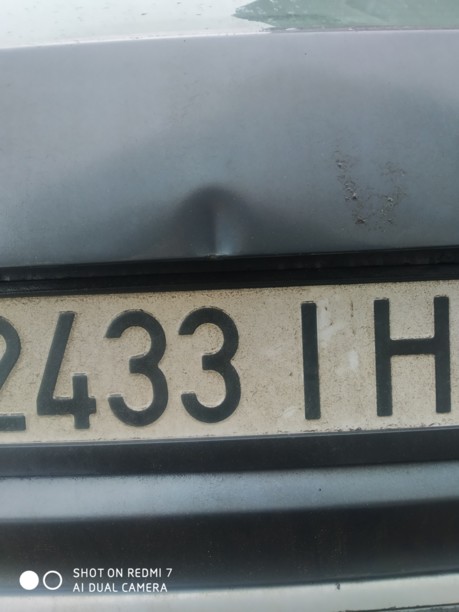 2433 IH
SHOT ON REDMI 7
AI DUAL CAMERA